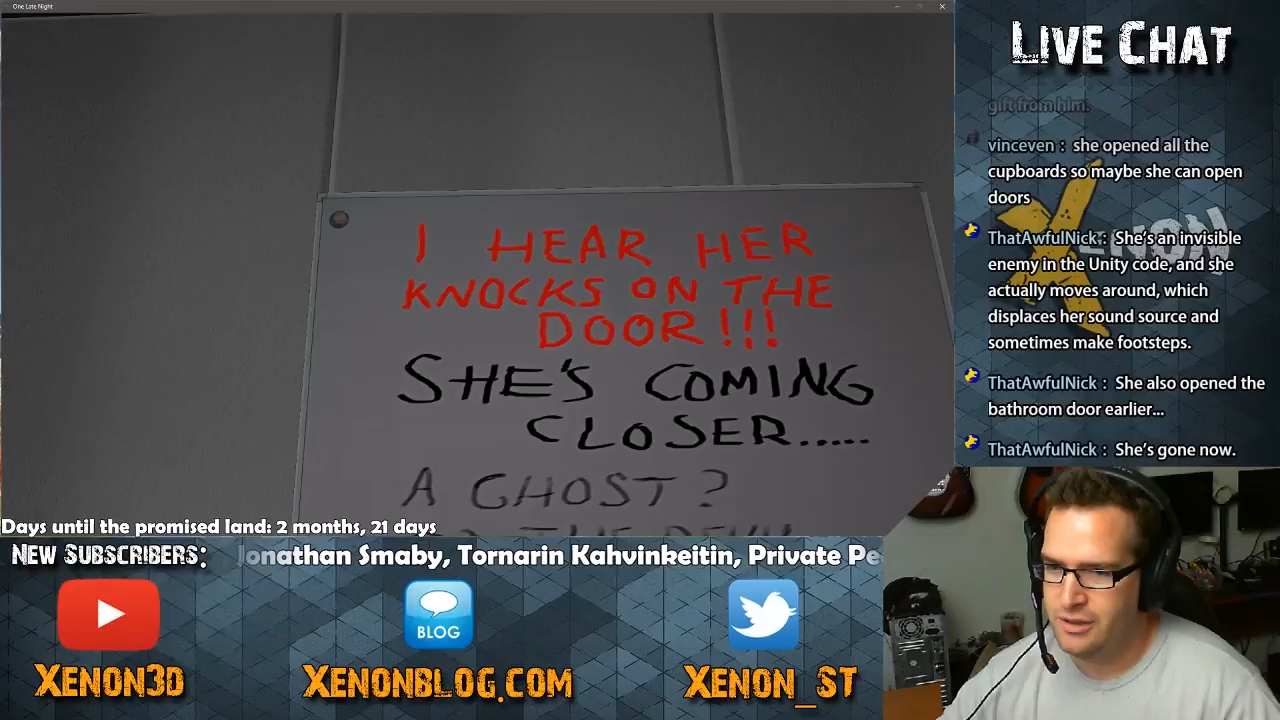 One Late Night
I HEAR HER
KNOCKS ON THE
DOOR!!!
SHE'S COMING
CLOSER.....
A GHOST?
Days until the promised land: 2 months, 21 days
New Subscribers:
Jonathan Smaby, Tornarin Kahvinkeitin, Private Pe
BLOG
Xenon3D
Xenonblog.com
Xenon_ST
Live Chat
gift from him.
vinceven : she opened all the
cupboards so maybe she can open
doors
ThatAwfulNick : She's an invisible
enemy in the Unity code, and she
actually moves around, which
displaces her sound source and
sometimes make footsteps.
ThatAwfulNick : She also opened the
bathroom door earlier...
ThatAwfulNick : She's gone now.